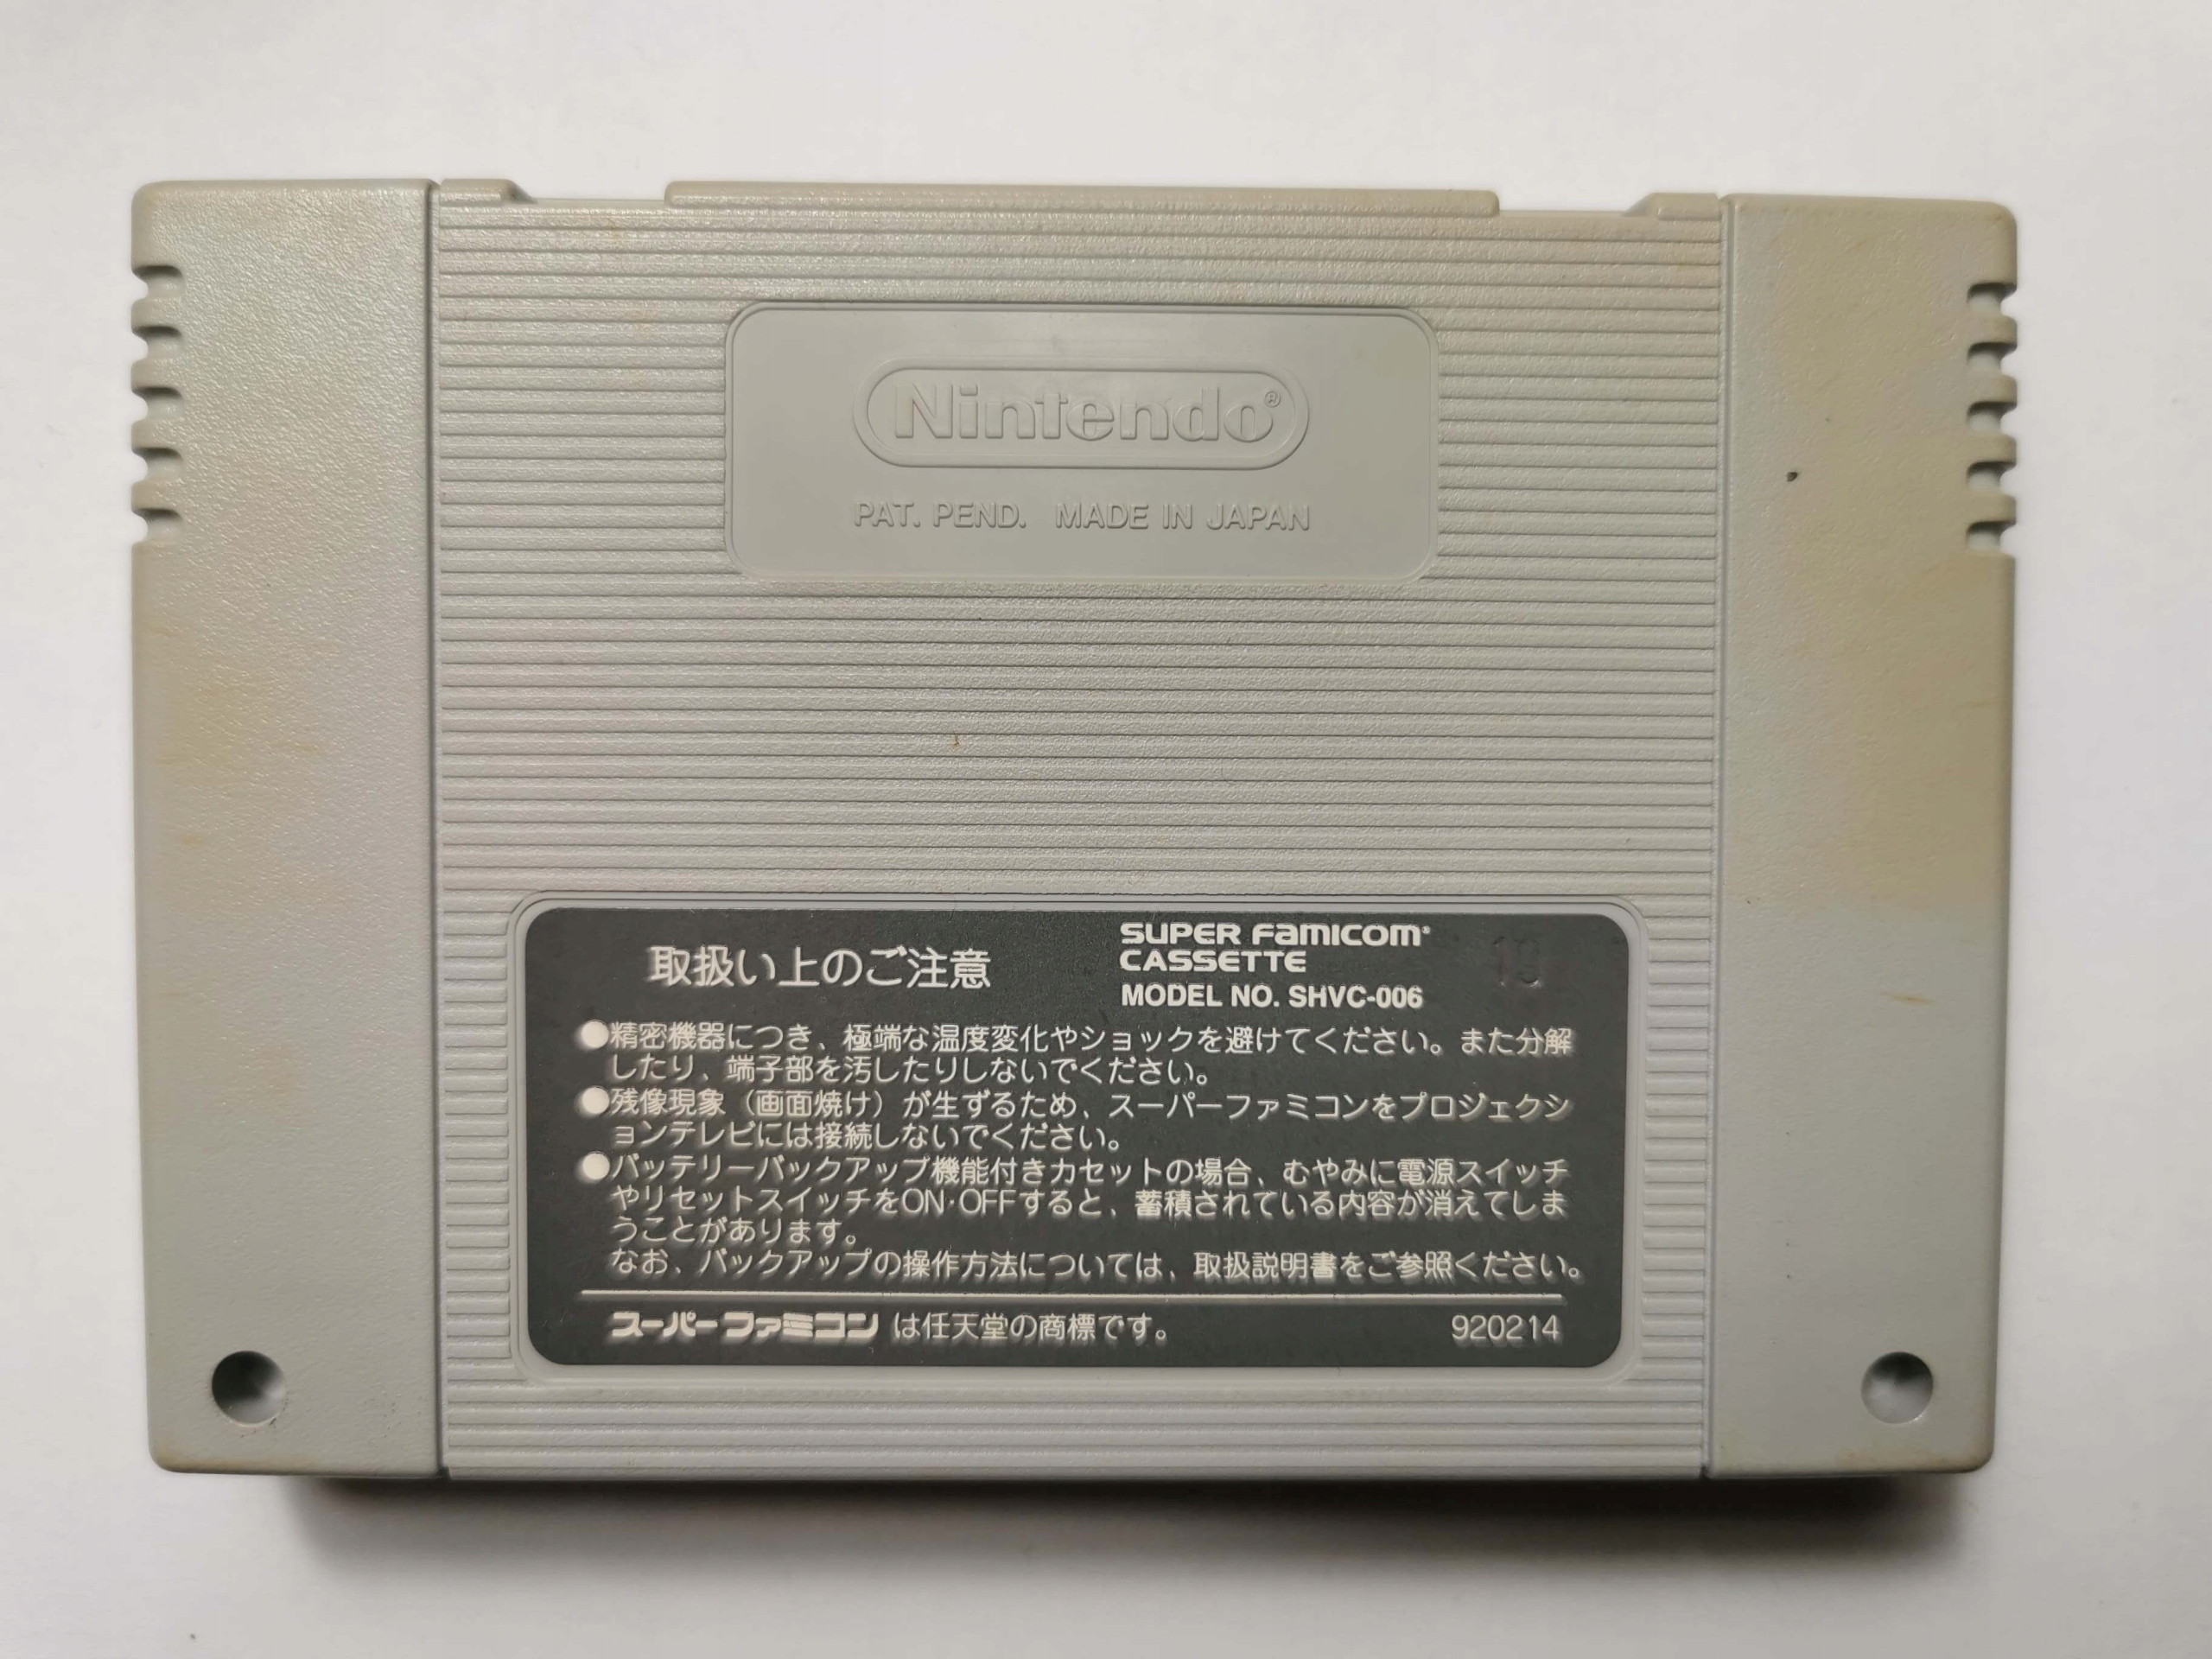 Nintendo®
PAT. PEND. MADE IN JAPAN
取扱い上のご注意
SUPER FAMICOM
CASSETTE
MODEL NO. SHVC-006
19
●精密機器につき、極端な温度変化やショックを避けてください。また分解
したり、端子部を汚したりしないでください。
●残像現象（画面焼け）が生ずるため、スーパーファミコンをプロジェクシ
ョンテレビには接続しないでください。
●バッテリーバックアップ機能付きカセットの場合、むやみに電源スイッチ
やリセットスイッチをON·OFFすると、蓄積されている内容が消えてしま
うことがあります。
なお、バックアップの操作方法については、取扱説明書をご参照ください。
スーパーファミコン は任天堂の商標です。
920214